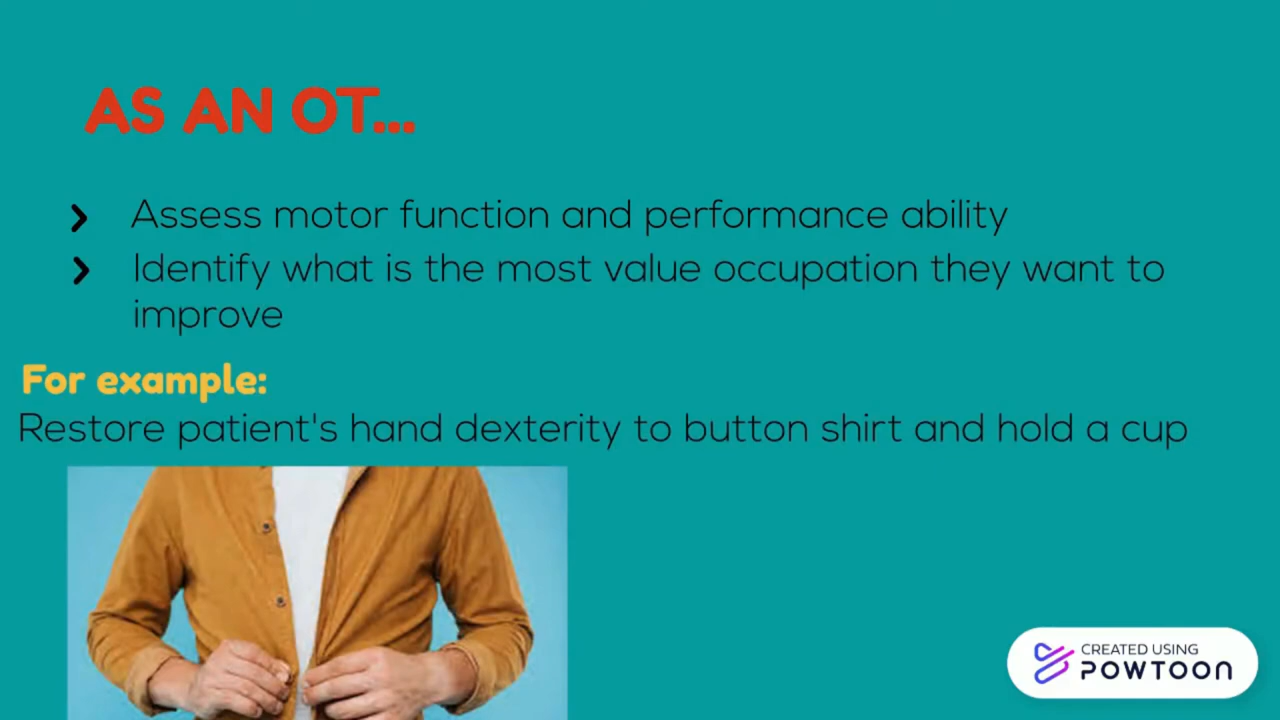 AS AN OT...
Assess motor function and performance ability
Identify what is the most value occupation they want to
improve
For example:
Restore patient's hand dexterity to button shirt and hold a cup
CREATED USING
POWTOON